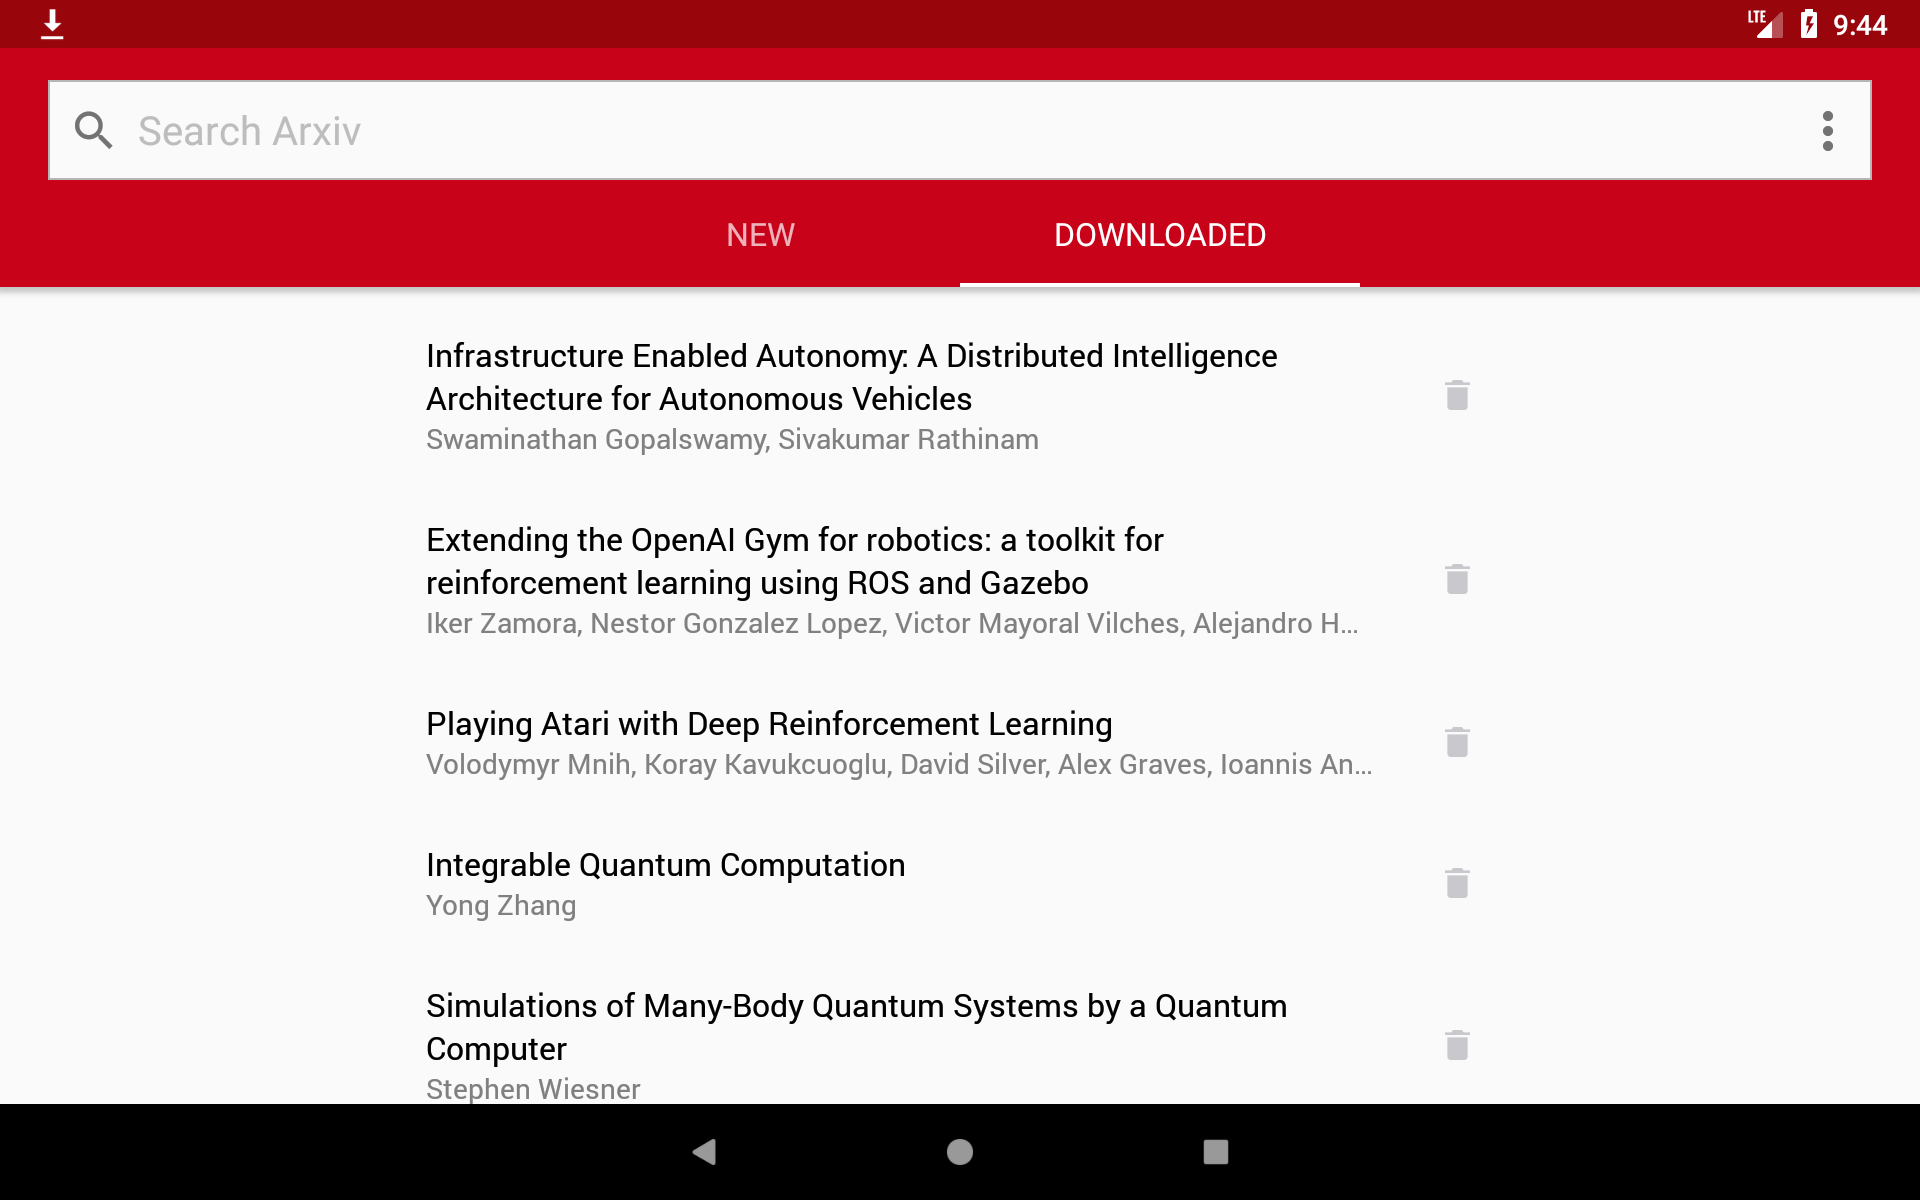 LTE 9:44
Search Arxiv
NEW DOWNLOADED
Infrastructure Enabled Autonomy: A Distributed Intelligence
Architecture for Autonomous Vehicles
Swaminathan Gopalswamy, Sivakumar Rathinam
Extending the OpenAI Gym for robotics: a toolkit for
reinforcement learning using ROS and Gazebo
Iker Zamora, Nestor Gonzalez Lopez, Victor Mayoral Vilches, Alejandro H...
Playing Atari with Deep Reinforcement Learning
Volodymyr Mnih, Koray Kavukcuoglu, David Silver, Alex Graves, Ioannis An...
Integrable Quantum Computation
Yong Zhang
Simulations of Many-Body Quantum Systems by a Quantum
Computer
Stephen Wiesner